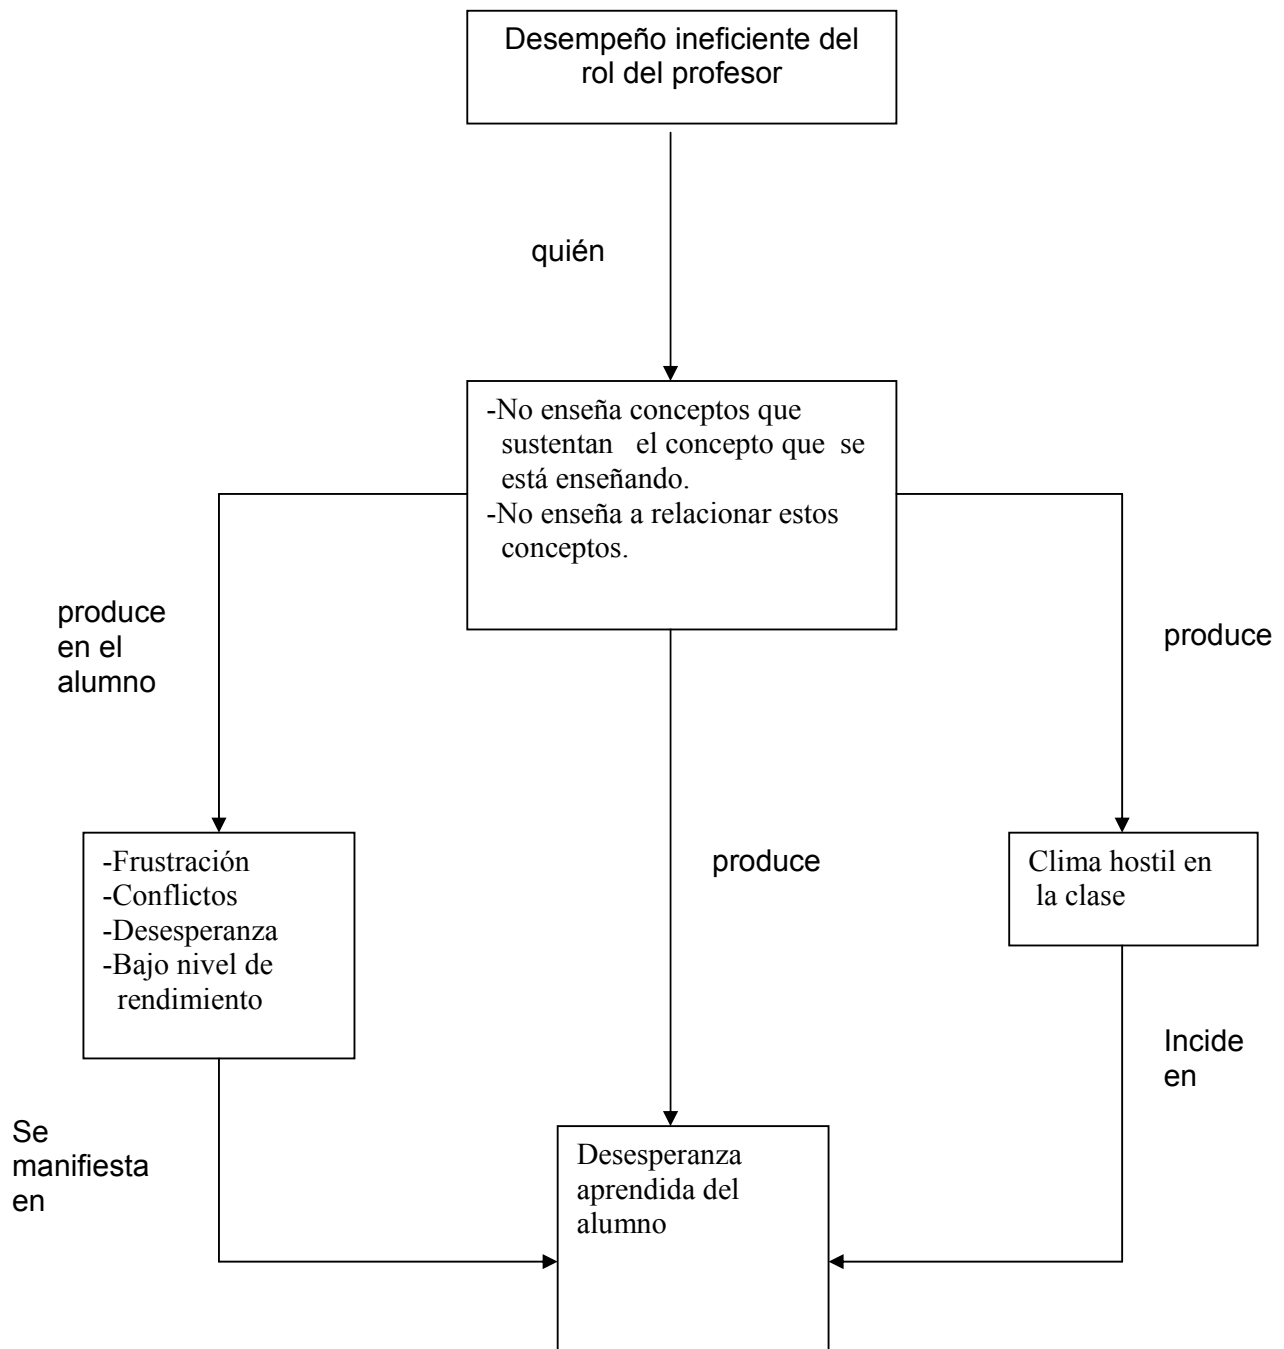 Desempeño ineficiente del
rol del profesor
quién
-No enseña conceptos que
sustentan el concepto que se
está enseñando.
-No enseña a relacionar estos
conceptos.
produce
en el
alumno
produce
produce
-Frustración
-Conflictos
-Desesperanza
-Bajo nivel de
rendimiento
Clima hostil en
la clase
Se
manifiesta
en
Incide
en
Desesperanza
aprendida del
alumno